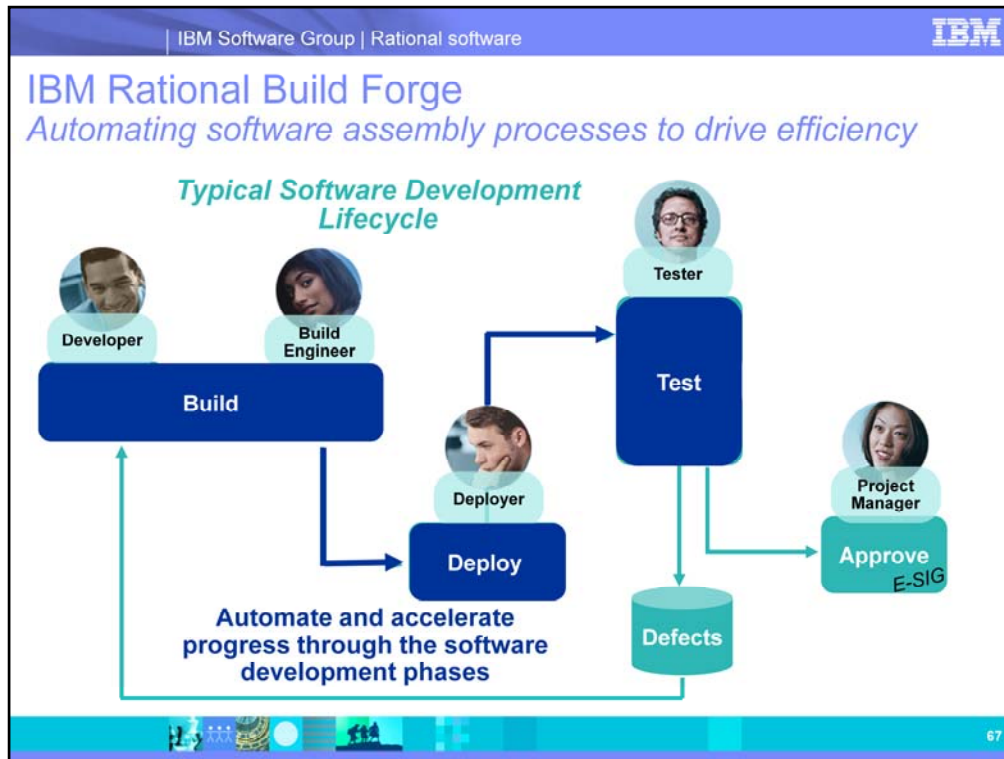 IBM Software Group | Rational software
IBM
IBM Rational Build Forge
Automating software assembly processes to drive efficiency
Typical Software Development
Lifecycle
Developer
Build
Engineer
Build
Tester
Test
Deployer
Deploy
Project
Manager
Approve
E-SIG
Automate and accelerate
progress through the software
development phases
Defects
67